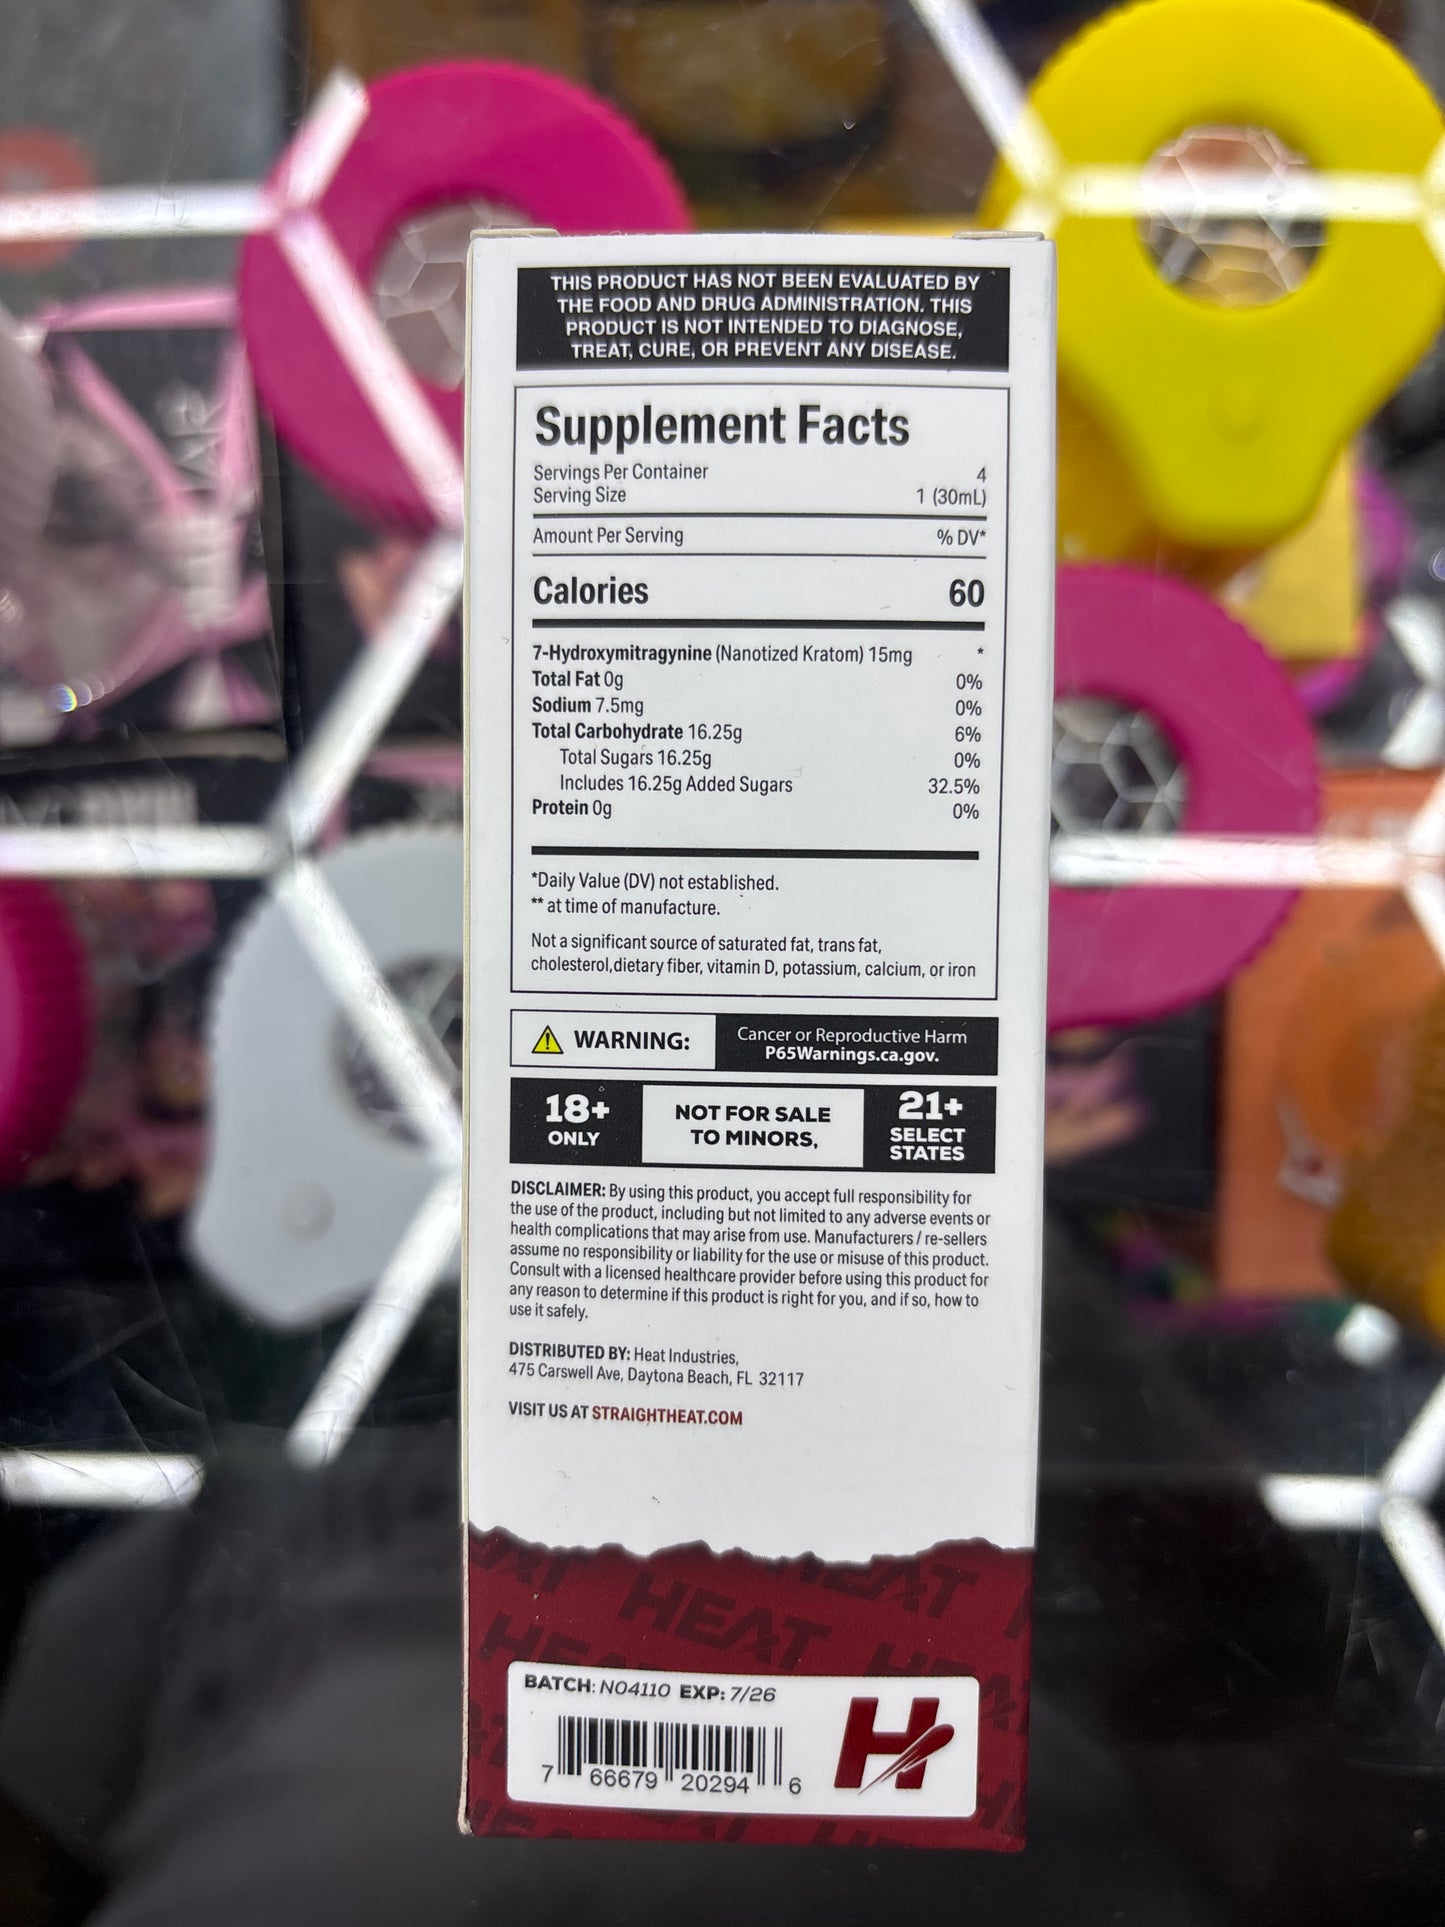 THIS PRODUCT HAS NOT BEEN EVALUATED BY
THE FOOD AND DRUG ADMINISTRATION. THIS
PRODUCT IS NOT INTENDED TO DIAGNOSE,
TREAT, CURE, OR PREVENT ANY DISEASE.
Supplement Facts
Servings Per Container 4
Serving Size 1 (30mL)
Amount Per Serving % DV*
Calories 60
7-Hydroxymitragynine (Nanotized Kratom) 15mg *
Total Fat 0g 0%
Sodium 7.5mg 0%
Total Carbohydrate 16.25g 6%
Total Sugars 16.25g 0%
Includes 16.25g Added Sugars 32.5%
Protein 0g 0%
*Daily Value (DV) not established.
** at time of manufacture.
Not a significant source of saturated fat, trans fat,
cholesterol,dietary fiber, vitamin D, potassium, calcium, or iron
WARNING: Cancer or Reproductive Harm
P65Warnings.ca.gov.
18+
ONLY
NOT FOR SALE
TO MINORS,
21+
SELECT
STATES
DISCLAIMER: By using this product, you accept full responsibility for
the use of the product, including but not limited to any adverse events or
health complications that may arise from use. Manufacturers / re-sellers
assume no responsibility or liability for the use or misuse of this product.
Consult with a licensed healthcare provider before using this product for
any reason to determine if this product is right for you, and if so, how to
use it safely.
DISTRIBUTED BY: Heat Industries,
475 Carswell Ave, Daytona Beach, FL 32117
VISIT US AT STRAIGHTHEAT.COM
HEAT
BATCH: NO4110 EXP: 7/26
H
7 66679 20294 6